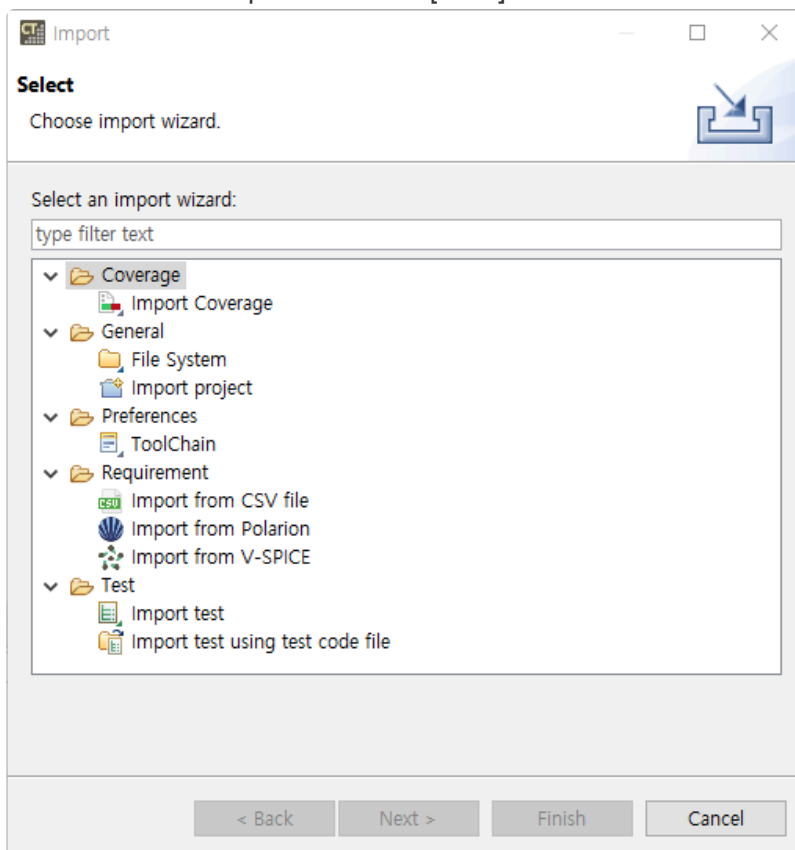 Import
Select
Choose import wizard.
Select an import wizard:
type filter text
Coverage
Import Coverage
General
File System
Import project
Preferences
ToolChain
Requirement
CSV Import from CSV file
Import from Polarion
Import from V-SPICE
Test
Import test
Import test using test code file
< Back Next > Finish Cancel